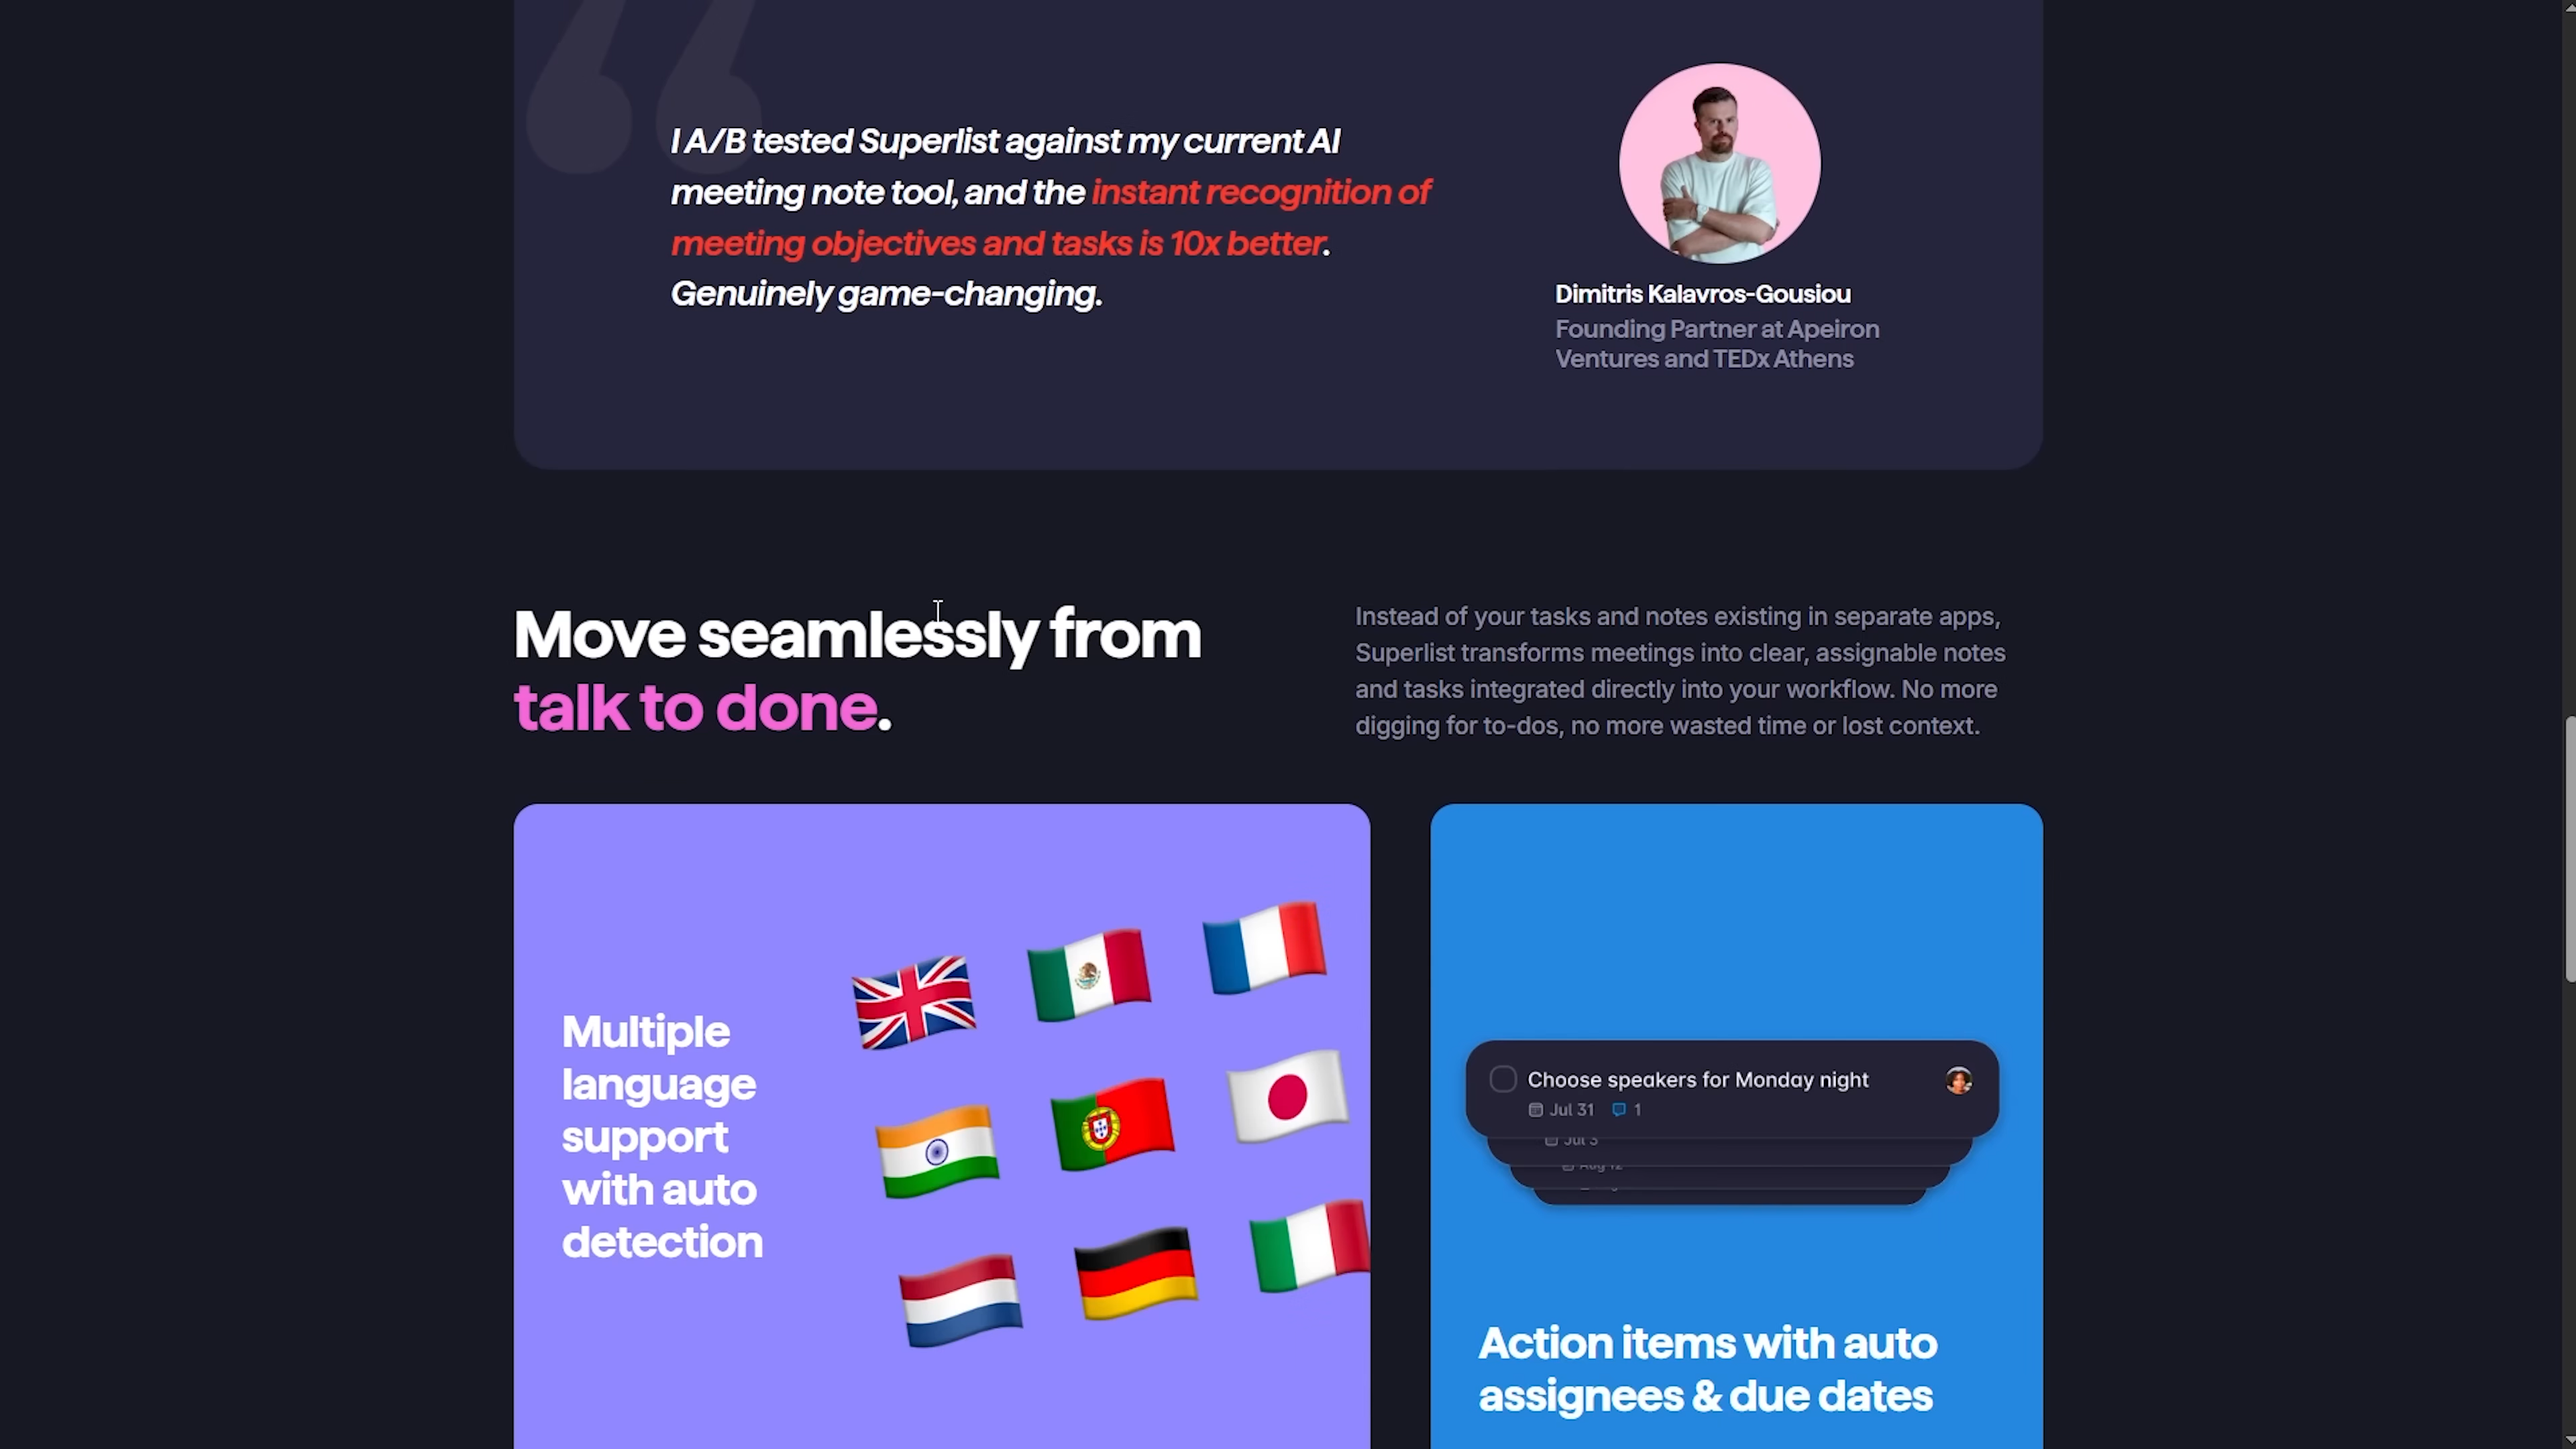 I A/B tested Superlist against my current AI
meeting note tool, and the instant recognition of
meeting objectives and tasks is 10x better.
Genuinely game-changing.
Dimitris Kalavros-Gousiou
Founding Partner at Apeiron
Ventures and TEDx Athens
Move seamlessly from
talk to done.
Instead of your tasks and notes existing in separate apps,
Superlist transforms meetings into clear, assignable notes
and tasks integrated directly into your workflow. No more
digging for to-dos, no more wasted time or lost context.
Multiple
language
support
with auto
detection
Choose speakers for Monday night
Jul 31 1
Jul 3
Aug 12
Action items with auto
assignees & due dates